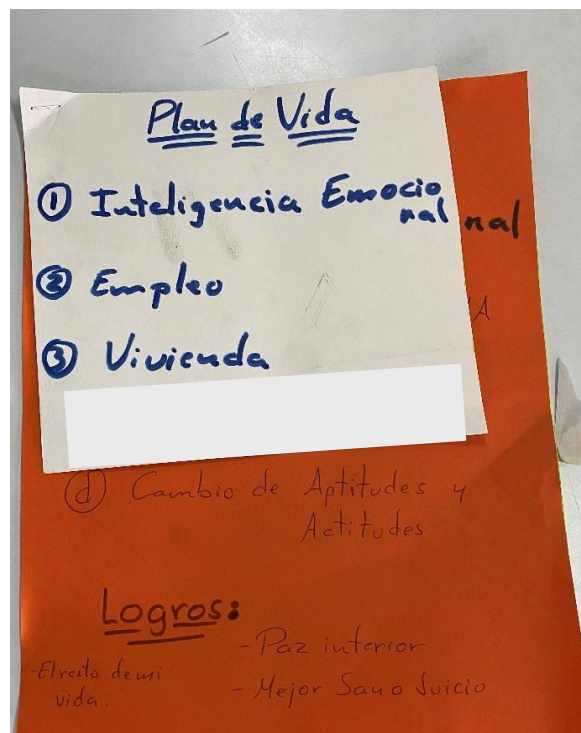 Plan de Vida
① Inteligencia Emocio
nal
nal
② Empleo
A
③ Vivienda
ⓓ Cambio de Aptitudes y
Actitudes
Logros:
- Paz interior
- El resto de mi
vida.
- Mejor Sano Juicio